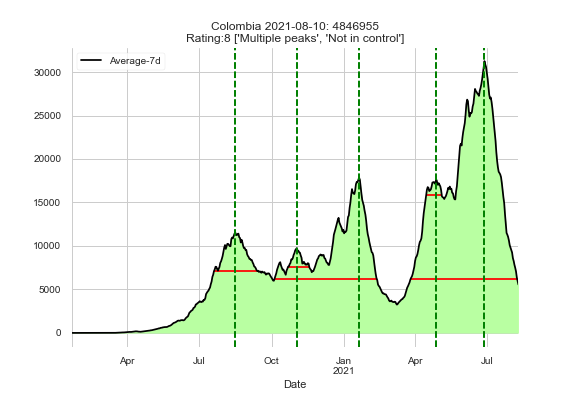 Colombia 2021-08-10: 4846955
Rating:8 ['Multiple peaks', 'Not in control']
Average-7d
30000
25000
20000
15000
10000
5000
0
Apr Jul Oct Jan Apr Jul
2021
Date